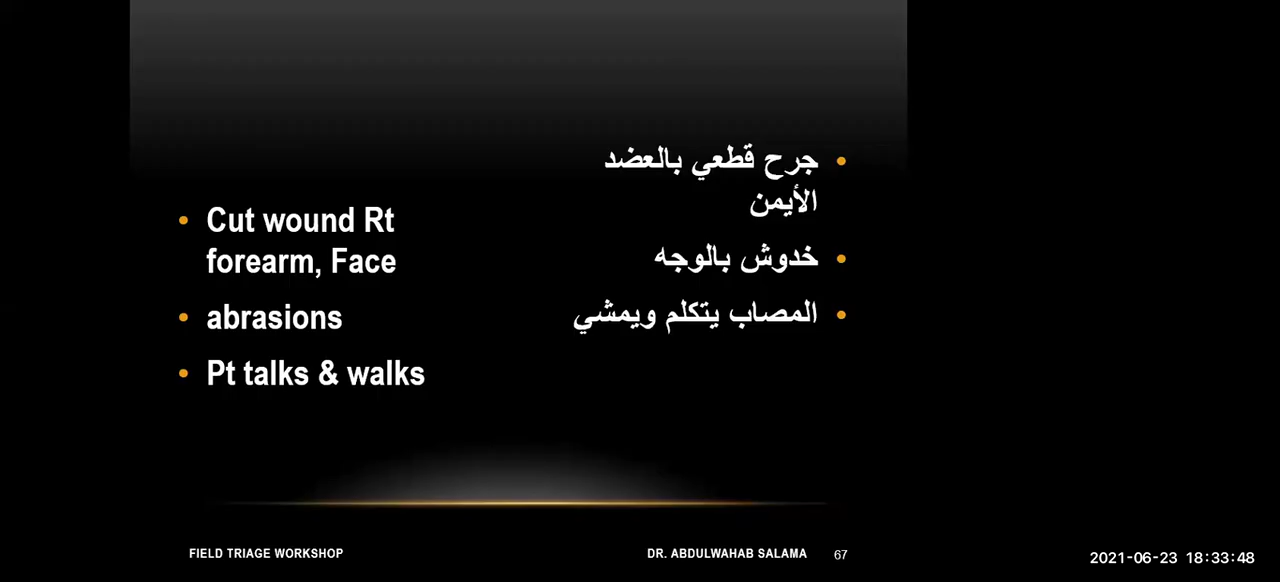 Cut wound Rt
forearm, Face
abrasions
Pt talks & walks
جرح قطعي بالعضد
الأيمن
خدوش بالوجه
المصاب يتكلم ويمشي
FIELD TRIAGE WORKSHOP
DR. ABDULWAHAB SALAMA
67
2021-06-23 18:33:48